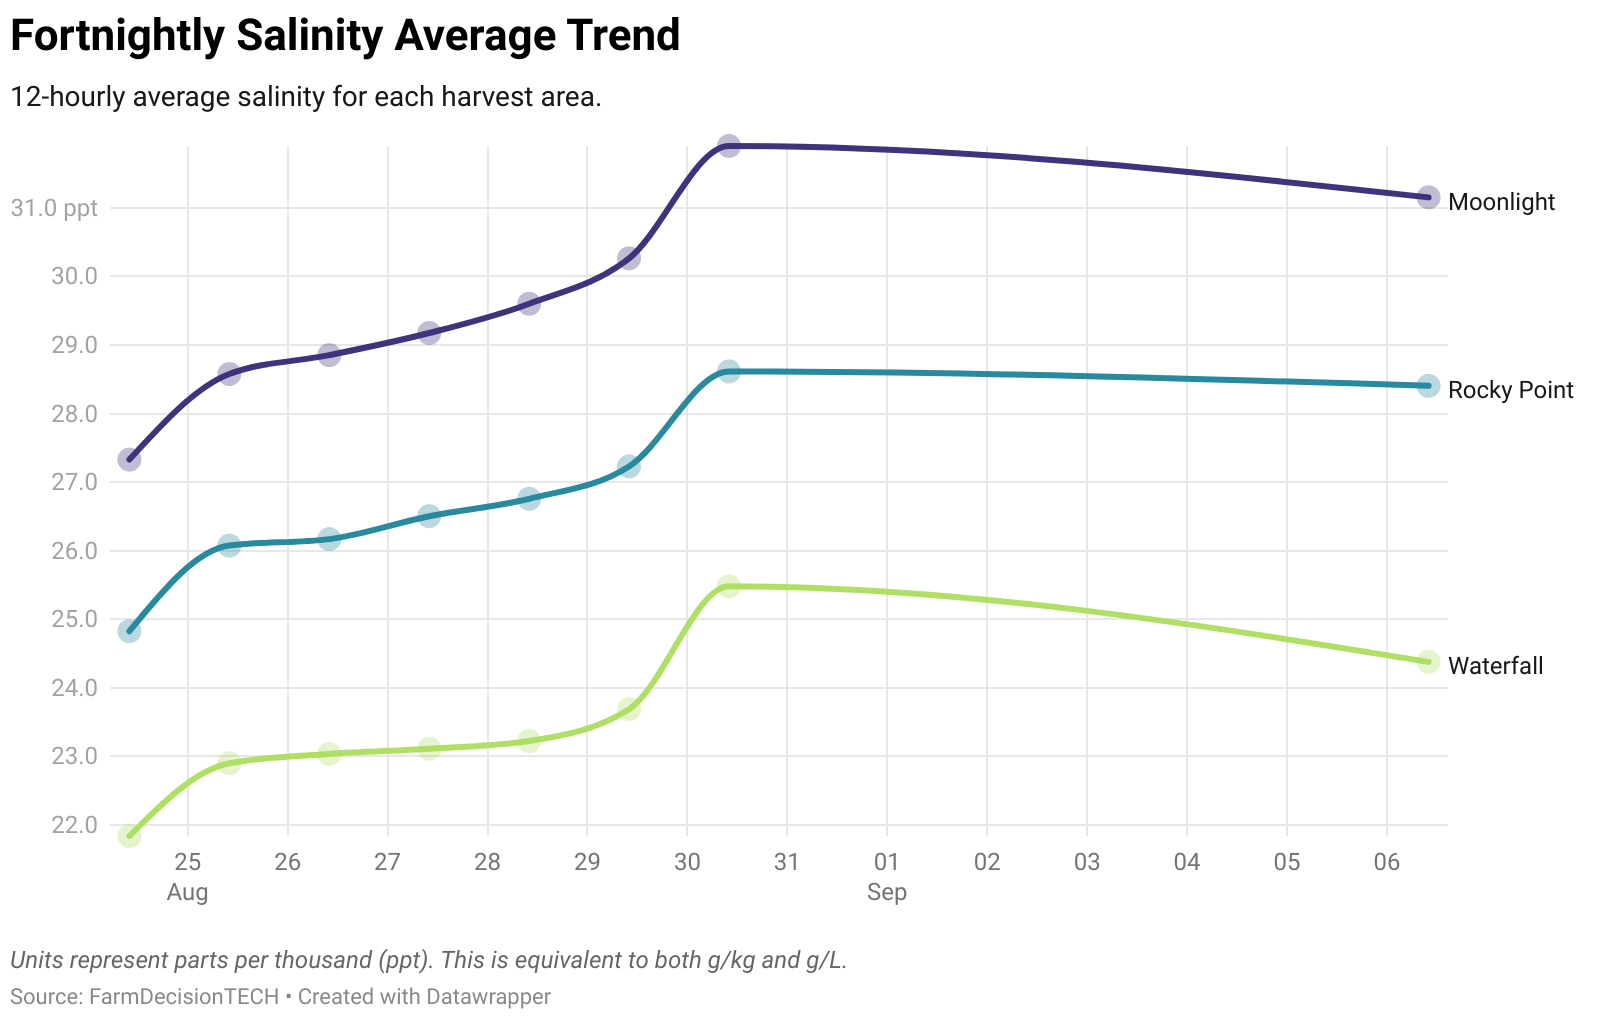 Fortnightly Salinity Average Trend
12-hourly average salinity for each harvest area.
31.0 ppt
30.0
29.0
28.0
27.0
26.0
25.0
24.0
23.0
22.0
Moonlight
Rocky Point
Waterfall
25 26 27 28 29 30 31 01 02 03 04 05 06
Aug Sep
Units represent parts per thousand (ppt). This is equivalent to both g/kg and g/L.
Source: FarmDecisionTECH • Created with Datawrapper